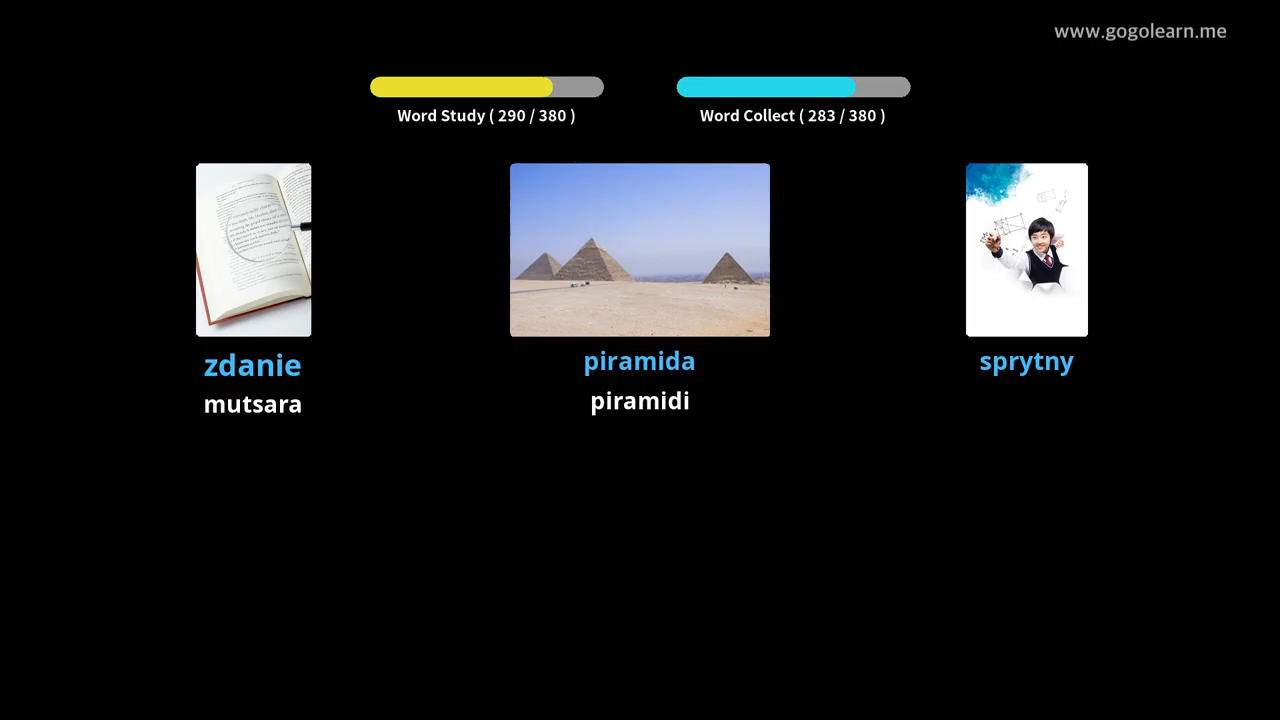 www.gogolearn.me
Word Study ( 290 / 380 )
Word Collect ( 283 / 380 )
zdanie
mutsara
piramida
piramidi
sprytny